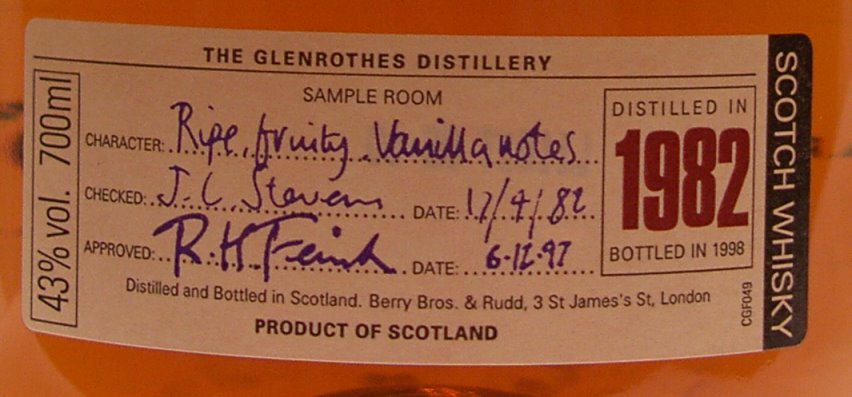 THE GLENROTHES DISTILLERY
SAMPLE ROOM
CHARACTER: Ripe, fruity, Vanilla notes
CHECKED: J. C. Stevens DATE: 17/9/82
APPROVED: R. H. DATE: 6.12.97
Distilled and Bottled in Scotland. Berry Bros. & Rudd, 3 St James's St, London
PRODUCT OF SCOTLAND
43% vol. 700ml
DISTILLED IN
1982
BOTTLED IN 1998
CGF049
SCOTCH WHISKY